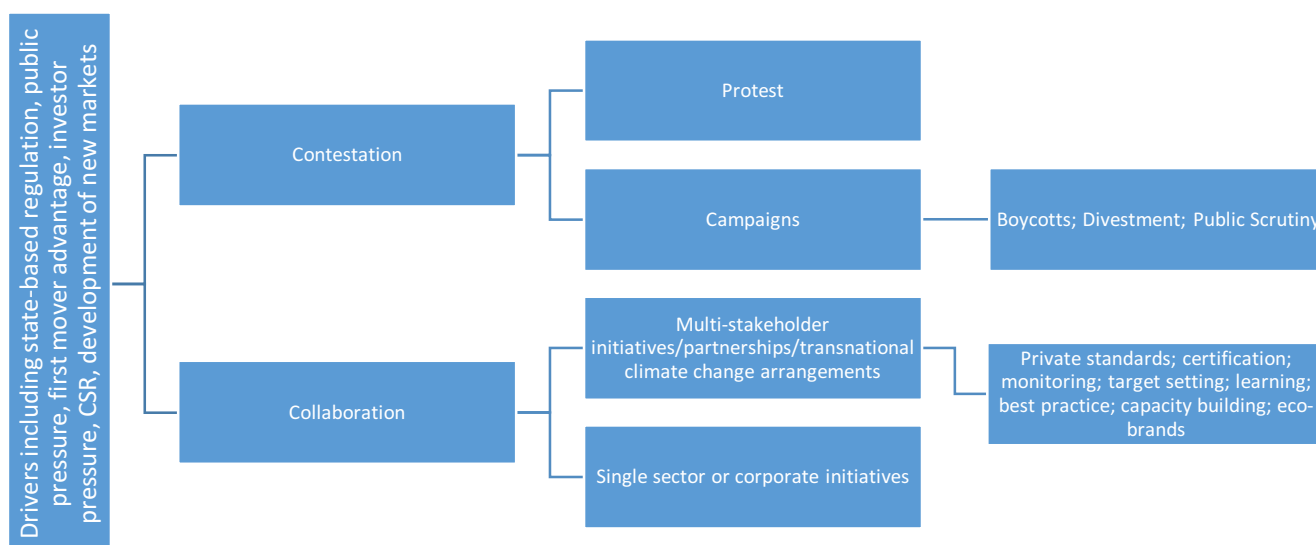 Drivers including state-based regulation, public
pressure, first mover advantage, investor
pressure, CSR, development of new markets
Contestation
Protest
Campaigns
Boycotts; Divestment; Public Scrutiny
Collaboration
Multi-stakeholder
initiatives/partnerships/transnational
climate change arrangements
Private standards; certification;
monitoring; target setting; learning;
best practice; capacity building; eco-
brands
Single sector or corporate initiatives